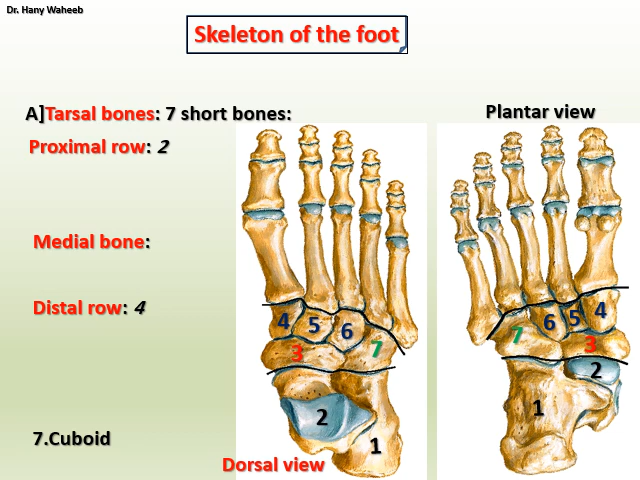 Dr. Hany Waheeb
Skeleton of the foot
A]Tarsal bones: 7 short bones:
Plantar view
Proximal row: 2
Medial bone:
Distal row: 4
7.Cuboid
Dorsal view
4 5 6 7
3
2
1
7 6 5 4
3
2
1